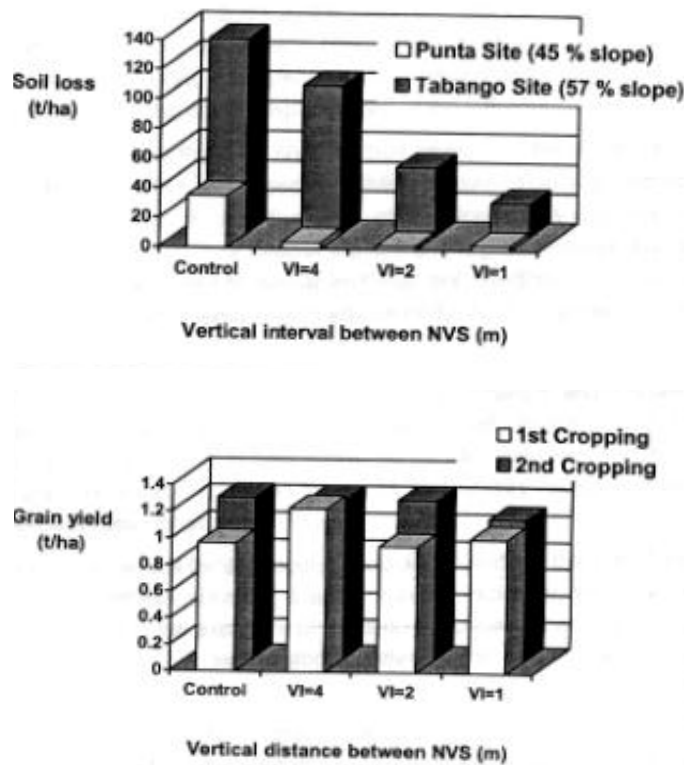 140
120
100
80
60
40
20
0
Soil loss
(t/ha)
Punta Site (45 % slope)
Tabango Site (57 % slope)
Control VI=4 VI=2 VI=1
Vertical interval between NVS (m)
1st Cropping
2nd Cropping
1.4
1.2
1
0.8
0.6
0.4
0.2
0
Grain yield
(t/ha)
Control VI=4 VI=2 VI=1
Vertical distance between NVS (m)